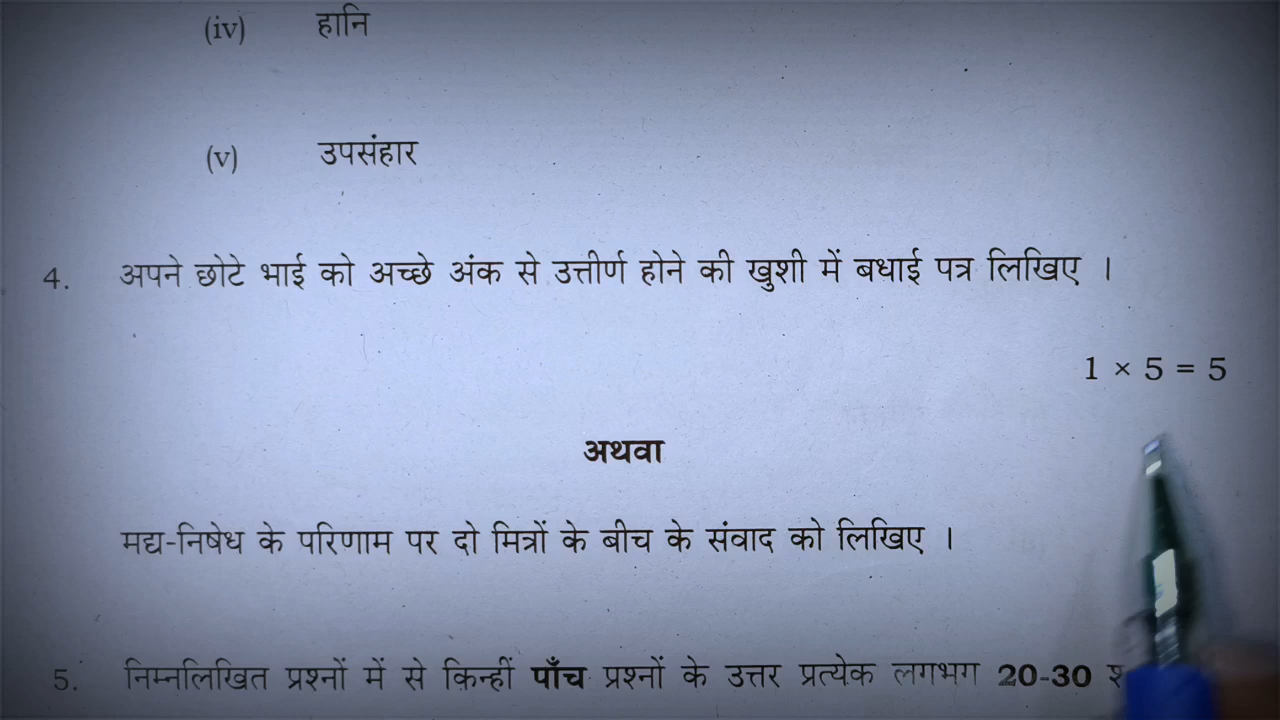 (iv) हानि
(v) उपसंहार
4. अपने छोटे भाई को अच्छे अंक से उत्तीर्ण होने की खुशी में बधाई पत्र लिखिए ।
1 × 5 = 5
अथवा
मद्य-निषेध के परिणाम पर दो मित्रों के बीच के संवाद को लिखिए ।
5. निम्नलिखित प्रश्नों में से किन्हीं पाँच प्रश्नों के उत्तर प्रत्येक लगभग 20-30